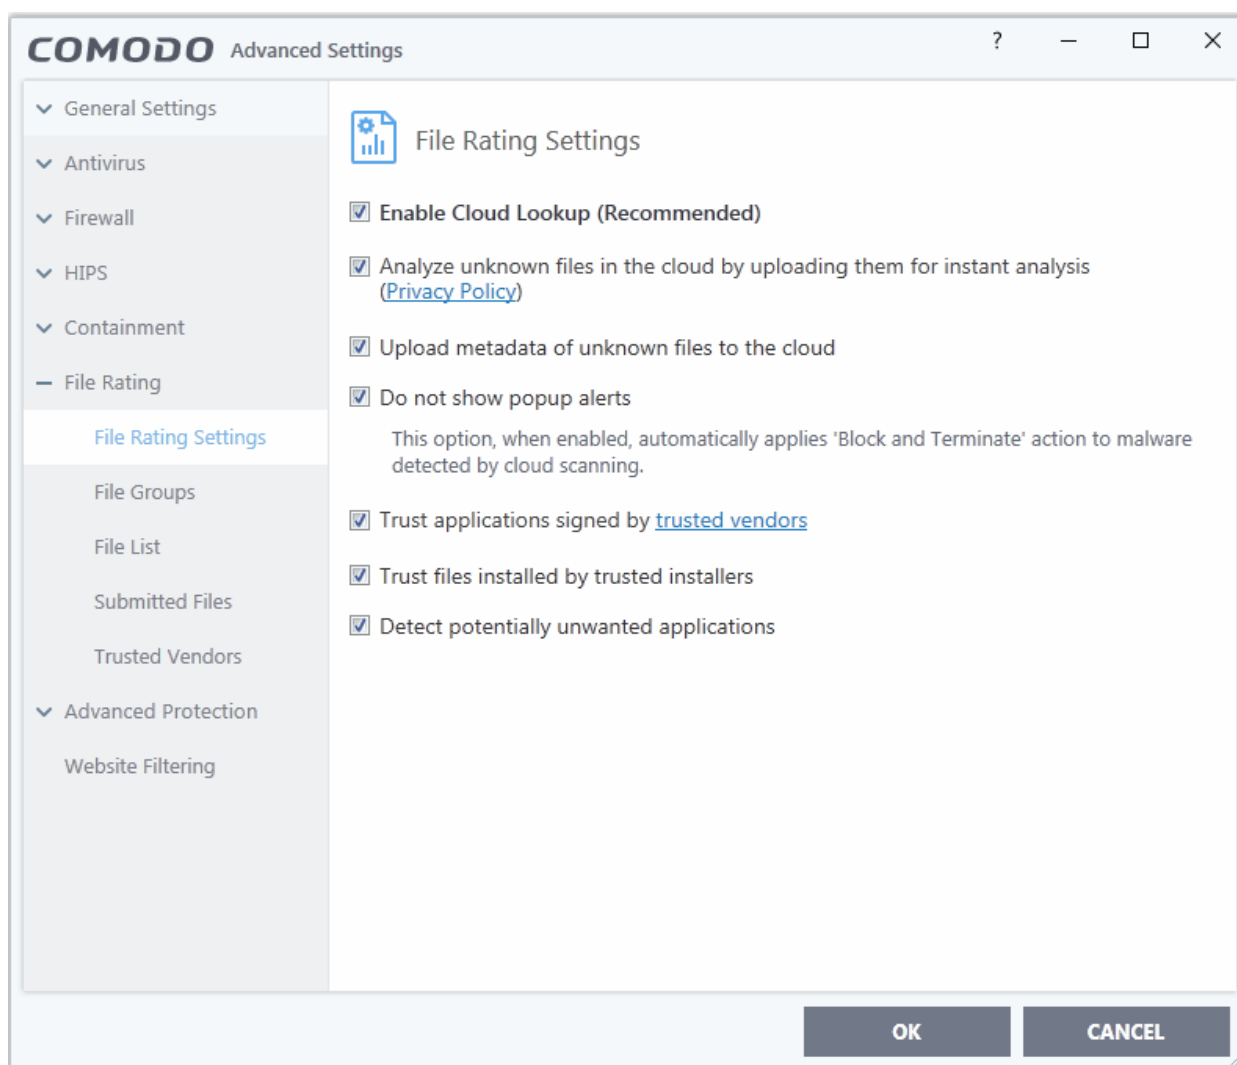 COMODO Advanced Settings
?
General Settings
Antivirus
Firewall
HIPS
Containment
File Rating
File Rating Settings
File Groups
File List
Submitted Files
Trusted Vendors
Advanced Protection
Website Filtering
File Rating Settings
Enable Cloud Lookup (Recommended)
Analyze unknown files in the cloud by uploading them for instant analysis
(Privacy Policy)
Upload metadata of unknown files to the cloud
Do not show popup alerts
This option, when enabled, automatically applies 'Block and Terminate' action to malware
detected by cloud scanning.
Trust applications signed by trusted vendors
Trust files installed by trusted installers
Detect potentially unwanted applications
OK
CANCEL